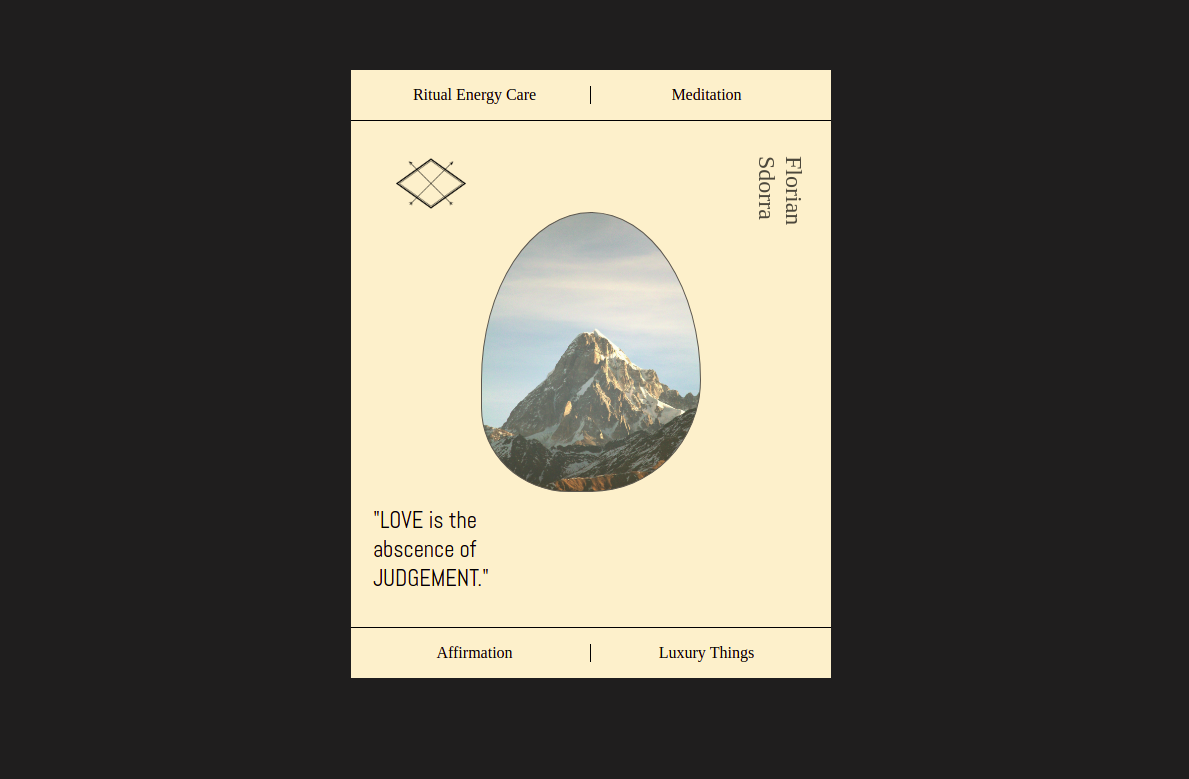 Ritual Energy Care
Meditation
Florian
Sdorra
"LOVE is the
abscence of
JUDGEMENT."
Affirmation
Luxury Things